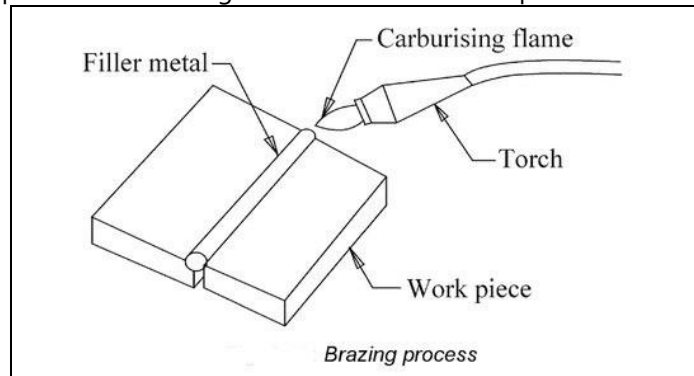 Carburising flame
Filler metal
Torch
Work piece
Brazing process